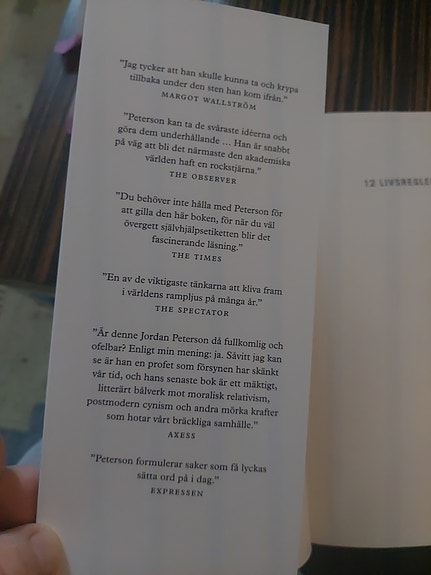 "Jag tycker att han skulle kunna ta och krypa
tillbaka under den sten han kom ifrån."
MARGOT WALLSTRÖM
"Peterson kan ta de svåraste idéerna och
göra dem underhållande ... Han är snabbt
på väg att bli det närmaste den akademiska
världen haft en rockstjärna."
THE OBSERVER
"Du behöver inte hålla med Peterson för
att gilla den här boken, för när du väl
övergett självhjälpsetiketten blir det
fascinerande läsning."
THE TIMES
"En av de viktigaste tänkarna att kliva fram
i världens rampljus på många år."
THE SPECTATOR
"Är denne Jordan Peterson då fullkomlig och
ofelbar? Enligt min mening: ja. Såvitt jag kan
se är han en profet som försynen har skänkt
vår tid, och hans senaste bok är ett mäktigt,
litterärt bålverk mot moralisk relativism,
postmodern cynism och andra mörka krafter
som hotar vårt bräckliga samhälle."
AXESS
"Peterson formulerar saker som få lyckas
sätta ord på i dag."
EXPRESSEN
12 LIVSREGLE